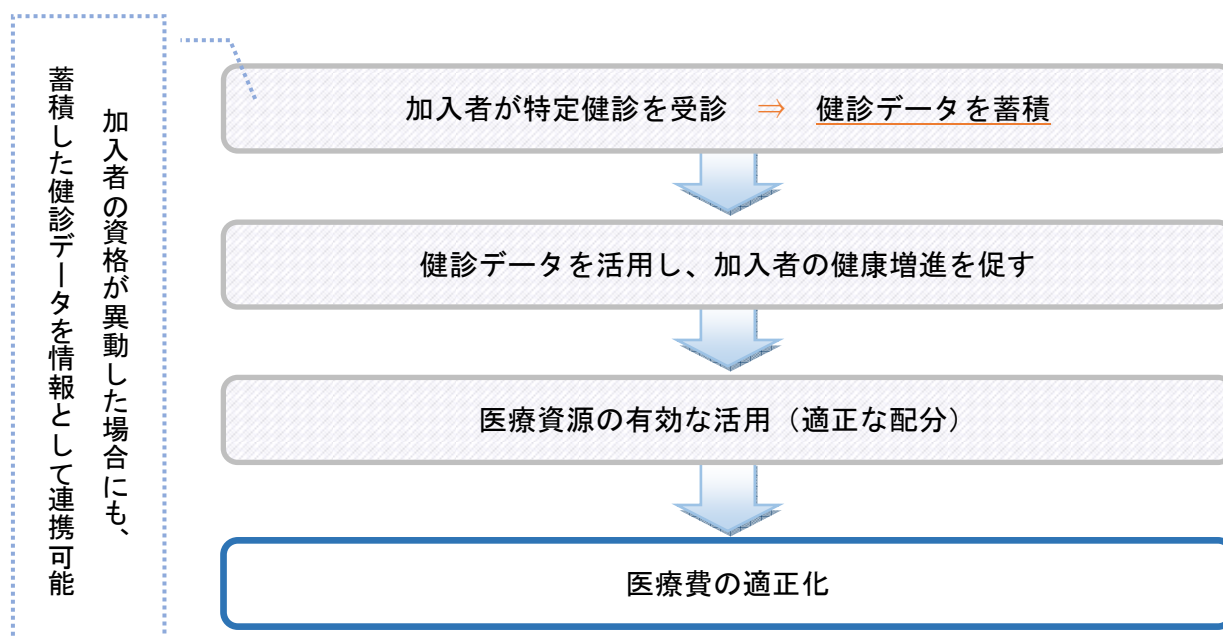 加入者の資格が異動した場合にも、
蓄積した健診データを情報として連携可能
加入者が特定健診を受診 ⇒ 健診データを蓄積
健診データを活用し、加入者の健康増進を促す
医療資源の有効な活用（適正な配分）
医療費の適正化